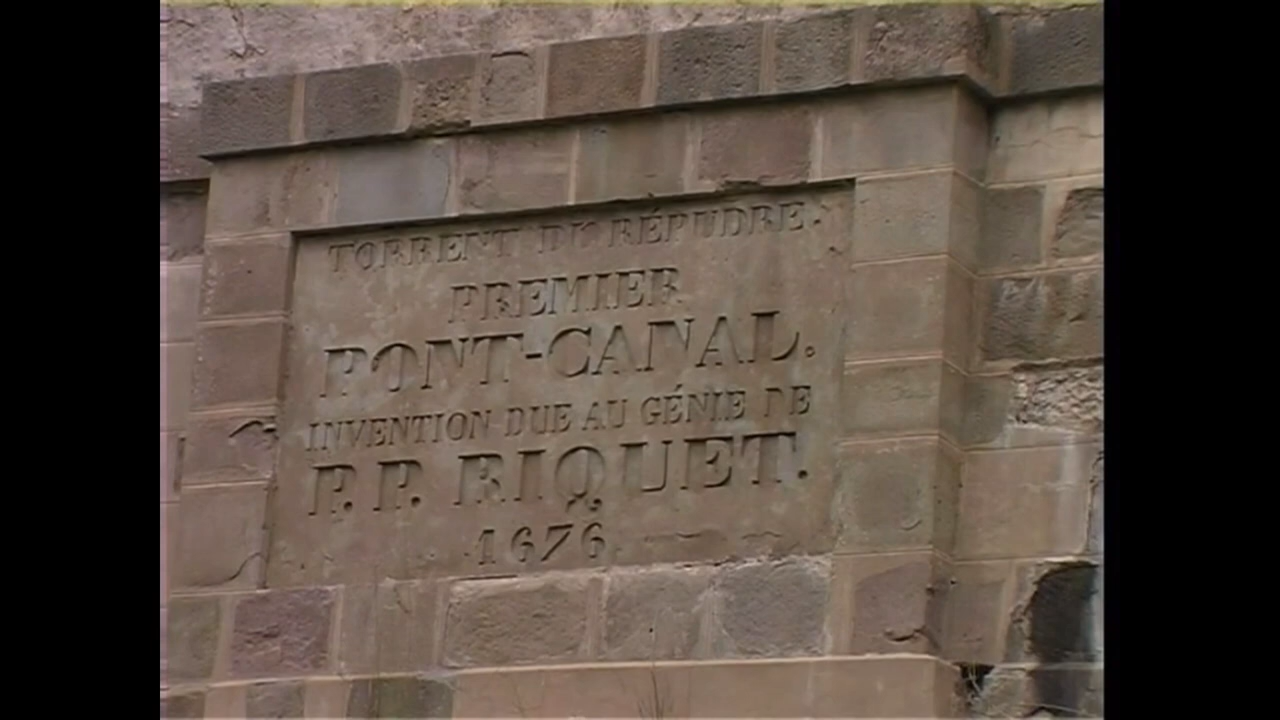 TORRENT DU RÉPUDRE.
PREMIER
PONT-CANAL.
INVENTION DUE AU GÉNIE DE
P. P. RIQUET.
1676